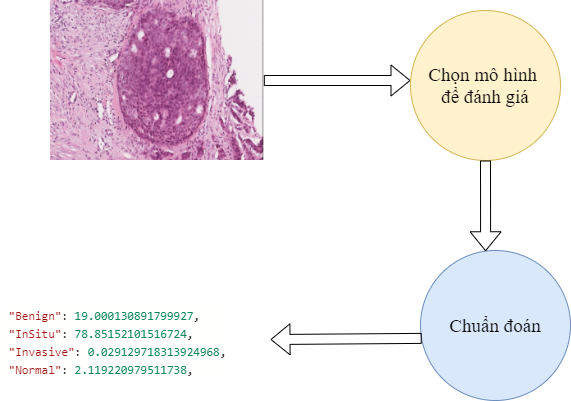 Chọn mô hình
để đánh giá
Chuẩn đoán
"Benign": 19.000130891799927,
"InSitu": 78.85152101516724,
"Invasive": 0.029129718313924968,
"Normal": 2.119220979511738,